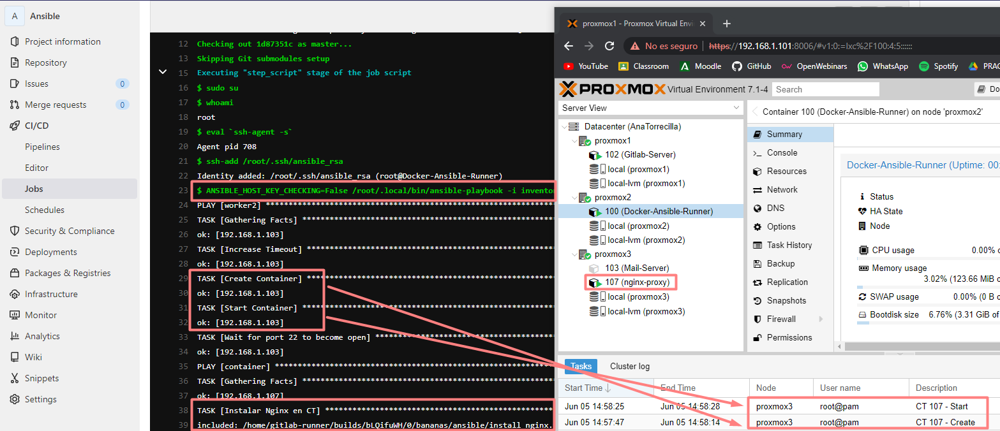 A Ansible
Project information
Repository
Issues 0
Merge requests 0
CI/CD
Pipelines
Editor
Jobs
Schedules
Security & Compliance
Deployments
Packages & Registries
Infrastructure
Monitor
Analytics
Wiki
Snippets
Settings
12 Checking out 1d87351c as master...
13 Skipping Git submodules setup
15 Executing "step_script" stage of the job script
16 $ sudo su
17 $ whoami
18 root
19 $ eval `ssh-agent -s`
20 Agent pid 708
21 $ ssh-add /root/.ssh/ansible_rsa
22 Identity added: /root/.ssh/ansible_rsa (root@Docker-Ansible-Runner)
23 $ ANSIBLE_HOST_KEY_CHECKING=False /root/.local/bin/ansible-playbook -i invento
24 PLAY [worker2] ************************************************************
25 TASK [Gathering Facts] ****************************************************
26 ok: [192.168.1.103]
27 TASK [Increase Timeout] ***************************************************
28 ok: [192.168.1.103]
29 TASK [Create Container] ***************************************************
30 ok: [192.168.1.103]
31 TASK [Start Container] ****************************************************
32 ok: [192.168.1.103]
33 TASK [Wait for port 22 to become open] ************************************
34 ok: [192.168.1.103]
35 PLAY [container] **********************************************************
36 TASK [Gathering Facts] ****************************************************
37 ok: [192.168.1.107]
38 TASK [Instalar Nginx en CT] ***********************************************
39 included: /home/gitlab-runner/builds/bLQifuWH/0/bananas/ansible/install_nginx.
proxmox1 - Proxmox Virtual Envi
No es seguro | https://192.168.1.101:8006/#v1:0:=lxc%2F100:4:5::::::
YouTube Classroom Moodle GitHub OpenWebinars WhatsApp Spotify PRAC
PROXMOX Virtual Environment 7.1-4 Search Do
Server View
Datacenter (AnaTorrecilla)
proxmox1
102 (Gitlab-Server)
local (proxmox1)
local-lvm (proxmox1)
proxmox2
100 (Docker-Ansible-Runner)
local (proxmox2)
local-lvm (proxmox2)
proxmox3
103 (Mail-Server)
107 (nginx-proxy)
local (proxmox3)
local-lvm (proxmox3)
Container 100 (Docker-Ansible-Runner) on node 'proxmox2'
Summary
Console
Resources
Network
DNS
Options
Task History
Backup
Replication
Snapshots
Firewall
Permissions
Docker-Ansible-Runner (Uptime: 00:
Status
HA State
Node
CPU usage 0.00% o
Memory usage
3.02% (123.66 MiB
SWAP usage 0.00% (0 B o
Bootdisk size 6.76% (3.31 GiB of
Tasks Cluster log
Start Time End Time Node User name Description
Jun 05 14:58:25 Jun 05 14:58:28 proxmox3 root@pam CT 107 - Start
Jun 05 14:57:47 Jun 05 14:58:14 proxmox3 root@pam CT 107 - Create